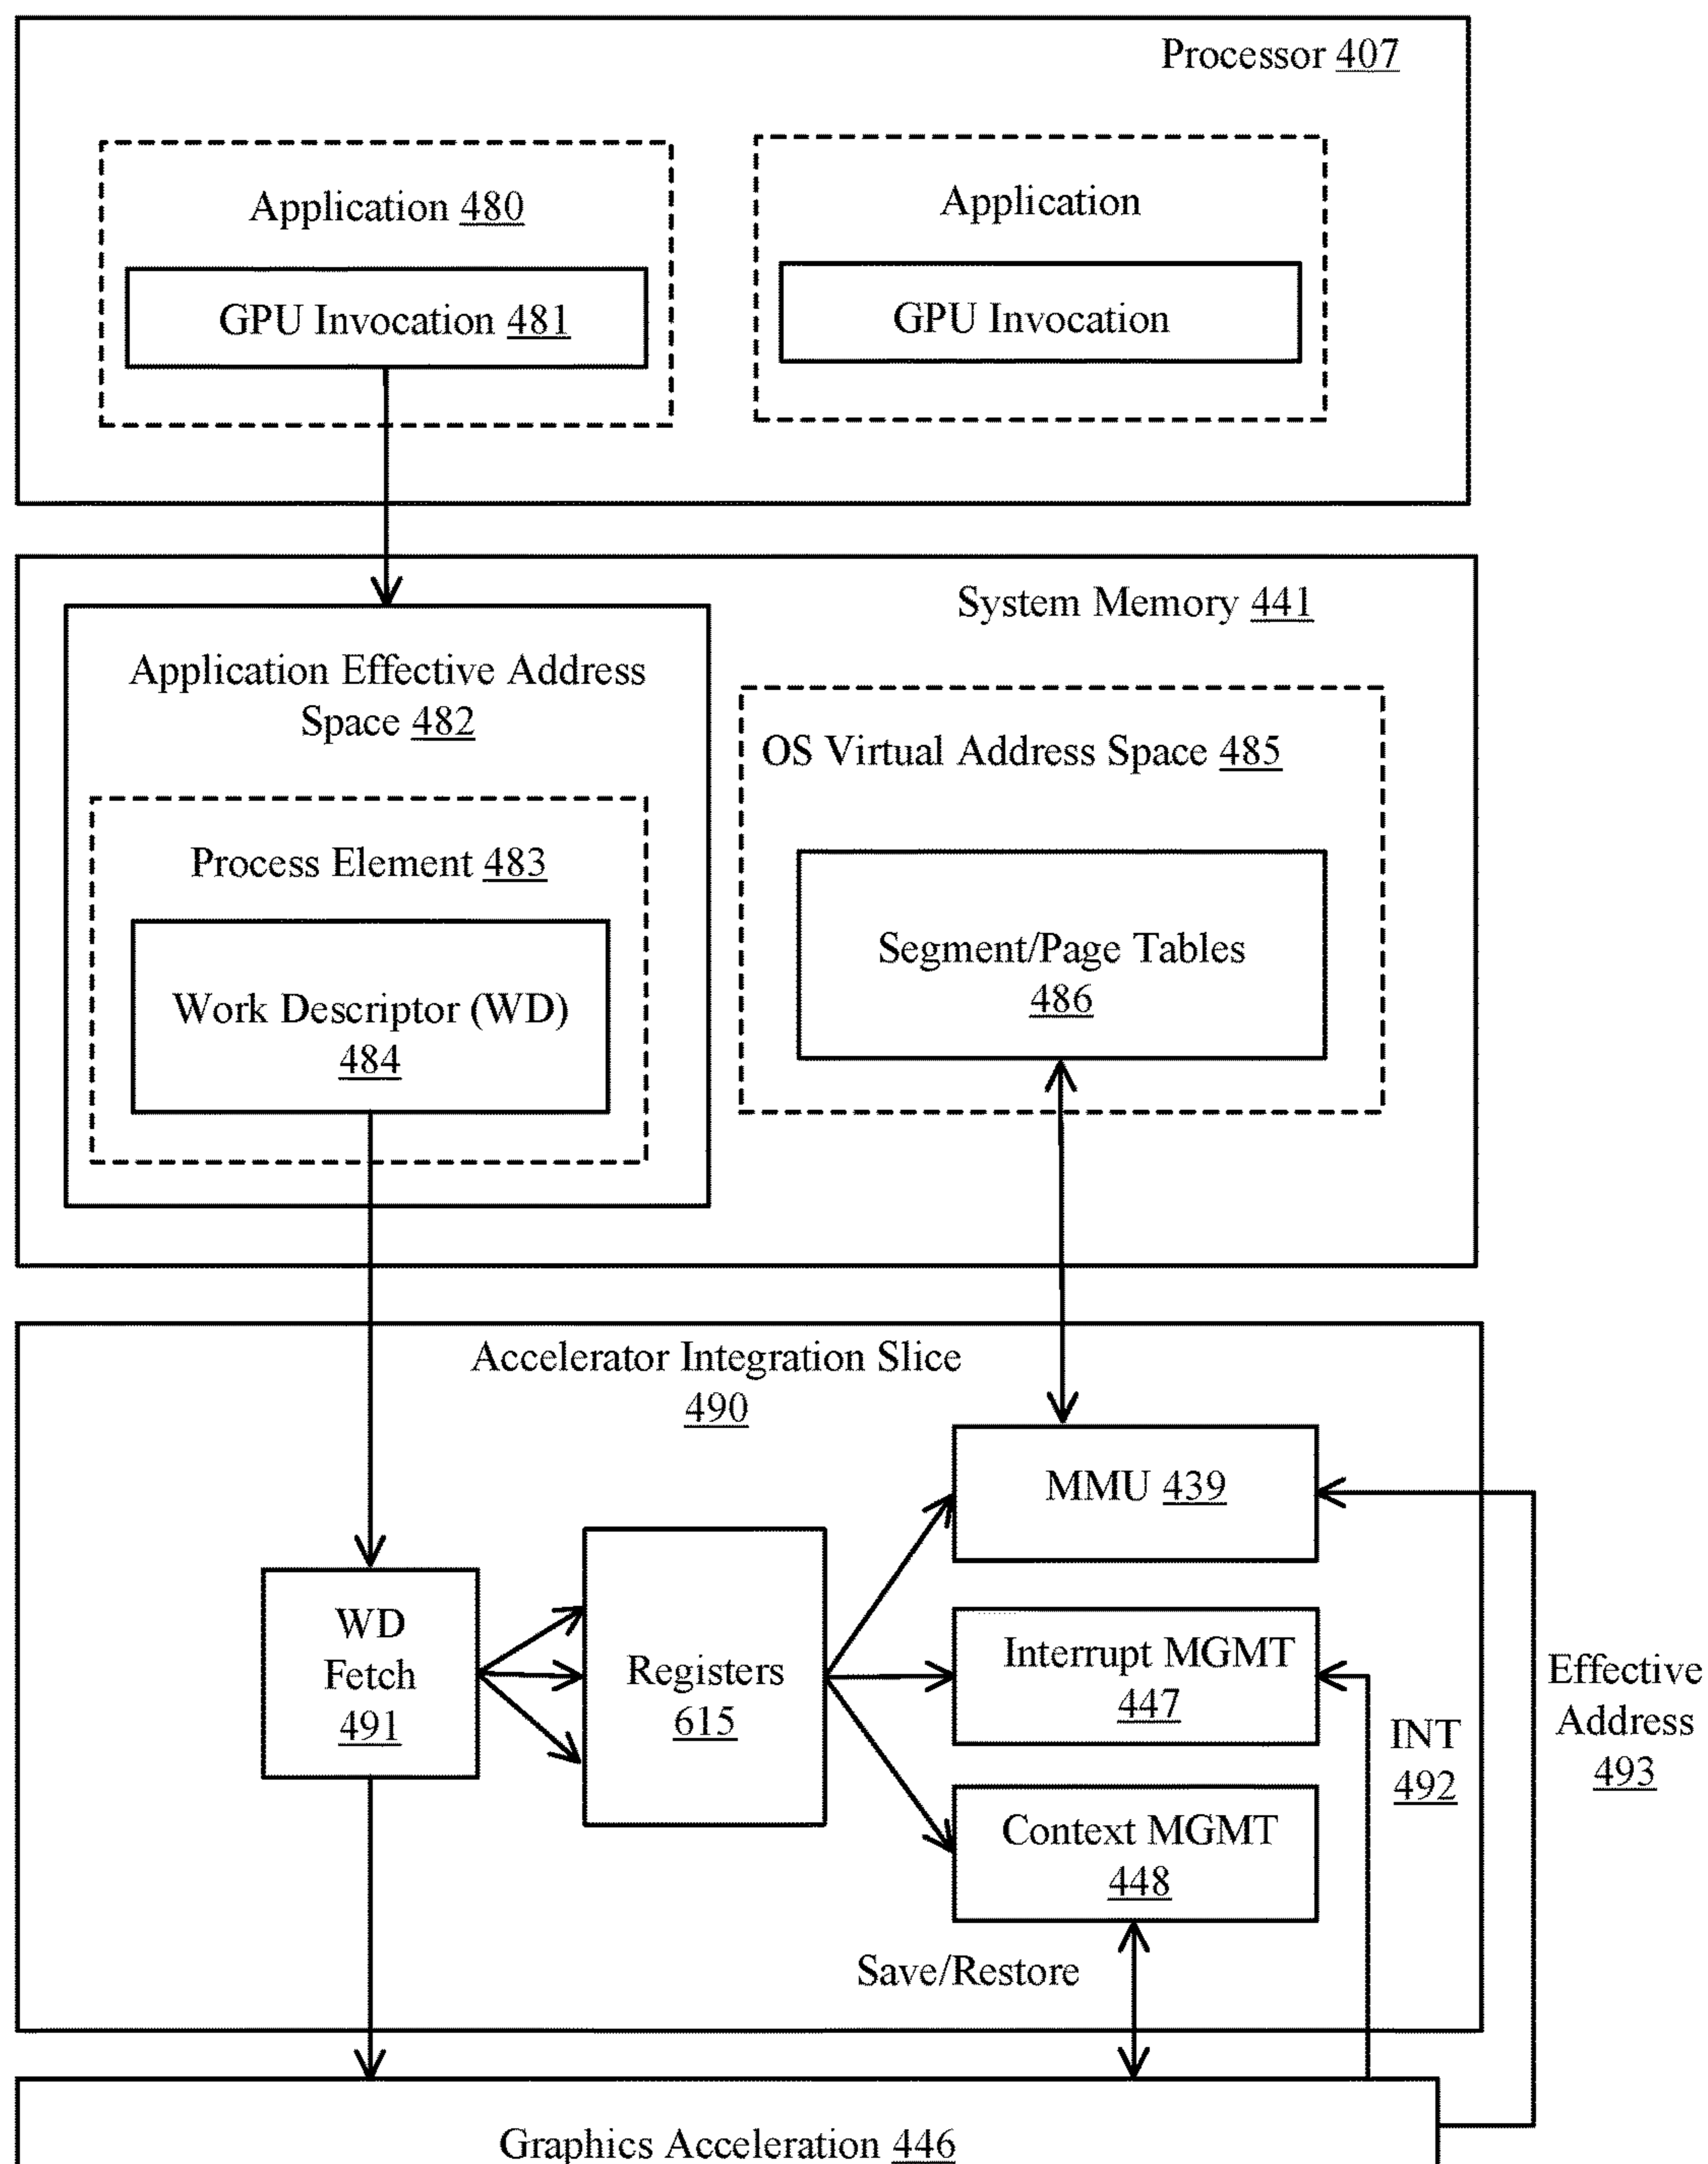 Processor 407
Application 480
Application
GPU Invocation 481
GPU Invocation
System Memory 441
Application Effective Address
Space 482
OS Virtual Address Space 485
Process Element 483
Segment/Page Tables
486
Work Descriptor (WD)
484
Accelerator Integration Slice
490
MMU 439
WD
Fetch
491
Registers
615
Interrupt MGMT
447
Effective
Address
493
INT
492
Context MGMT
448
Save/Restore
Graphics Acceleration 446